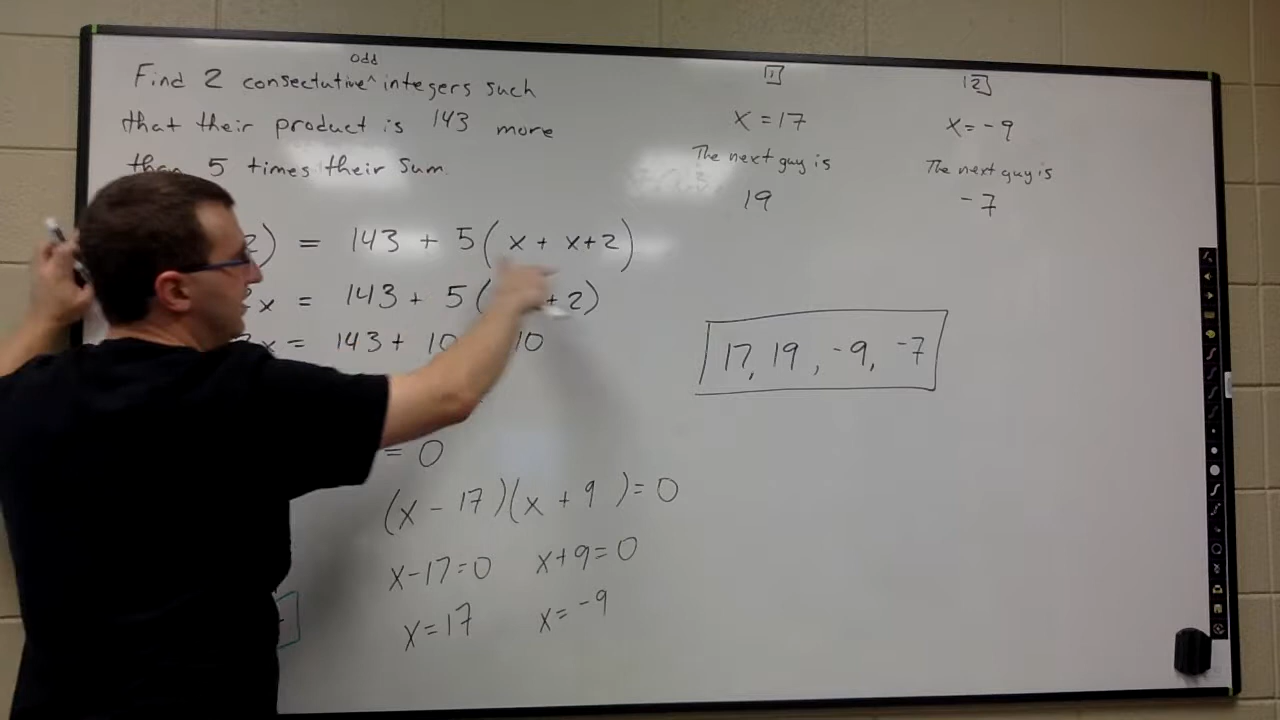 odd
Find 2 consectutive^ integers such
that their product is 143 more
than 5 times their sum.
2) = 143 + 5(x + x+2)
x = 143 + 5( +2)
x = 143 + 10 10
= 0
(x - 17)(x + 9 )= 0
x-17=0 x+9=0
x=17 x=-9
1
x = 17
The next guy is
19
2
x=-9
The next guy is
-7
17, 19, -9, -7